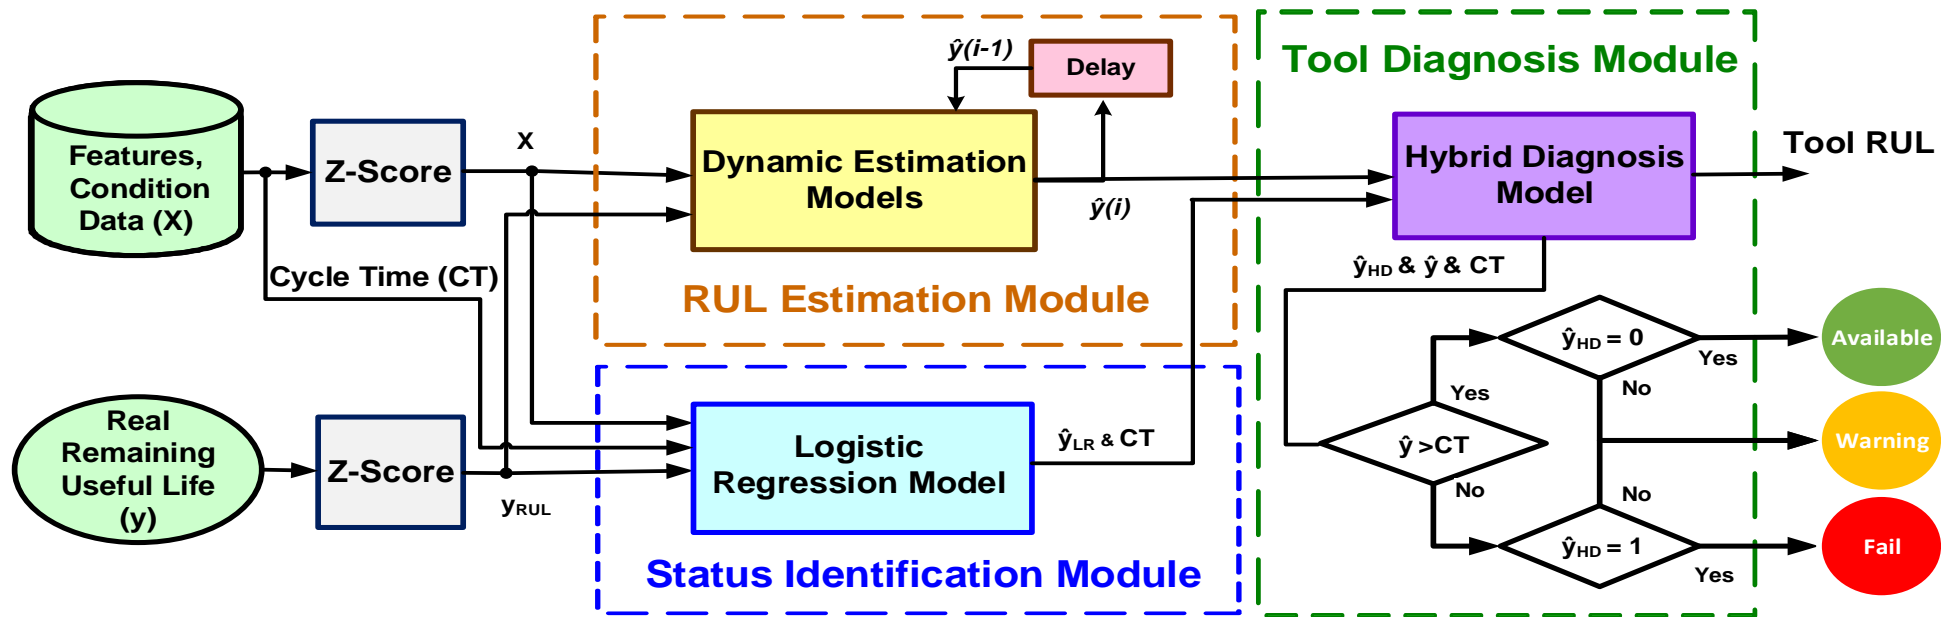 Features,
Condition
Data (X)
Z-Score
X
Cycle Time (CT)
Real
Remaining
Useful Life
(y)
Z-Score
yRUL
ŷ(i-1)
Delay
Dynamic Estimation
Models
ŷ(i)
RUL Estimation Module
Logistic
Regression Model
ŷLR & CT
Status Identification Module
Tool Diagnosis Module
Hybrid Diagnosis
Model
Tool RUL
ŷHD & ŷ & CT
ŷHD = 0
Yes
No
Yes
ŷ >CT
No
No
ŷHD = 1
Yes
Available
Warning
Fail